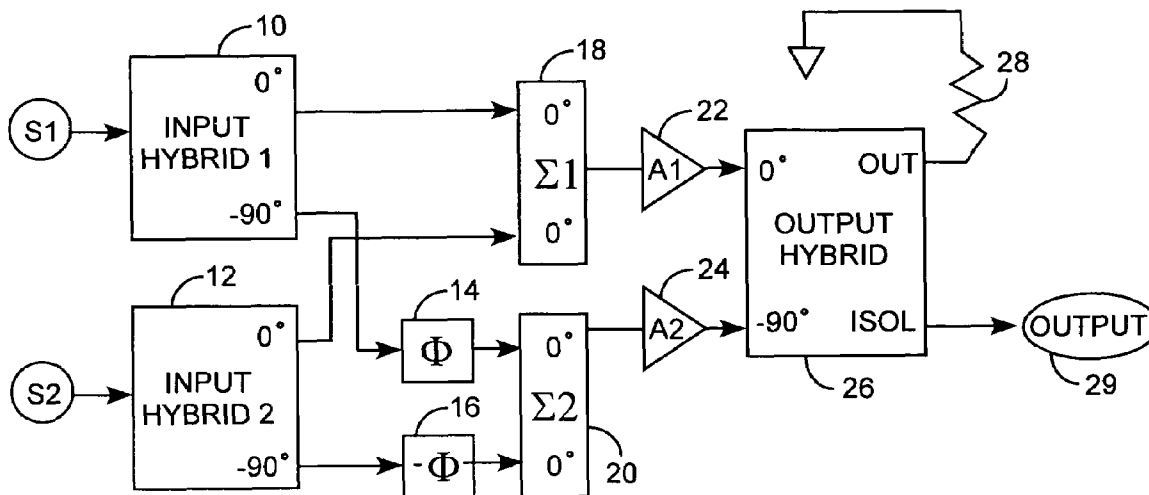 10
0°
S1
INPUT
HYBRID 1
-90°
12
0°
S2
INPUT
HYBRID 2
-90°
14
Φ
16
-Φ
18
0°
Σ1
0°
0°
Σ2
0°
20
22
A1
24
A2
0°
OUT
OUTPUT
HYBRID
-90°
ISOL
26
28
OUTPUT
29